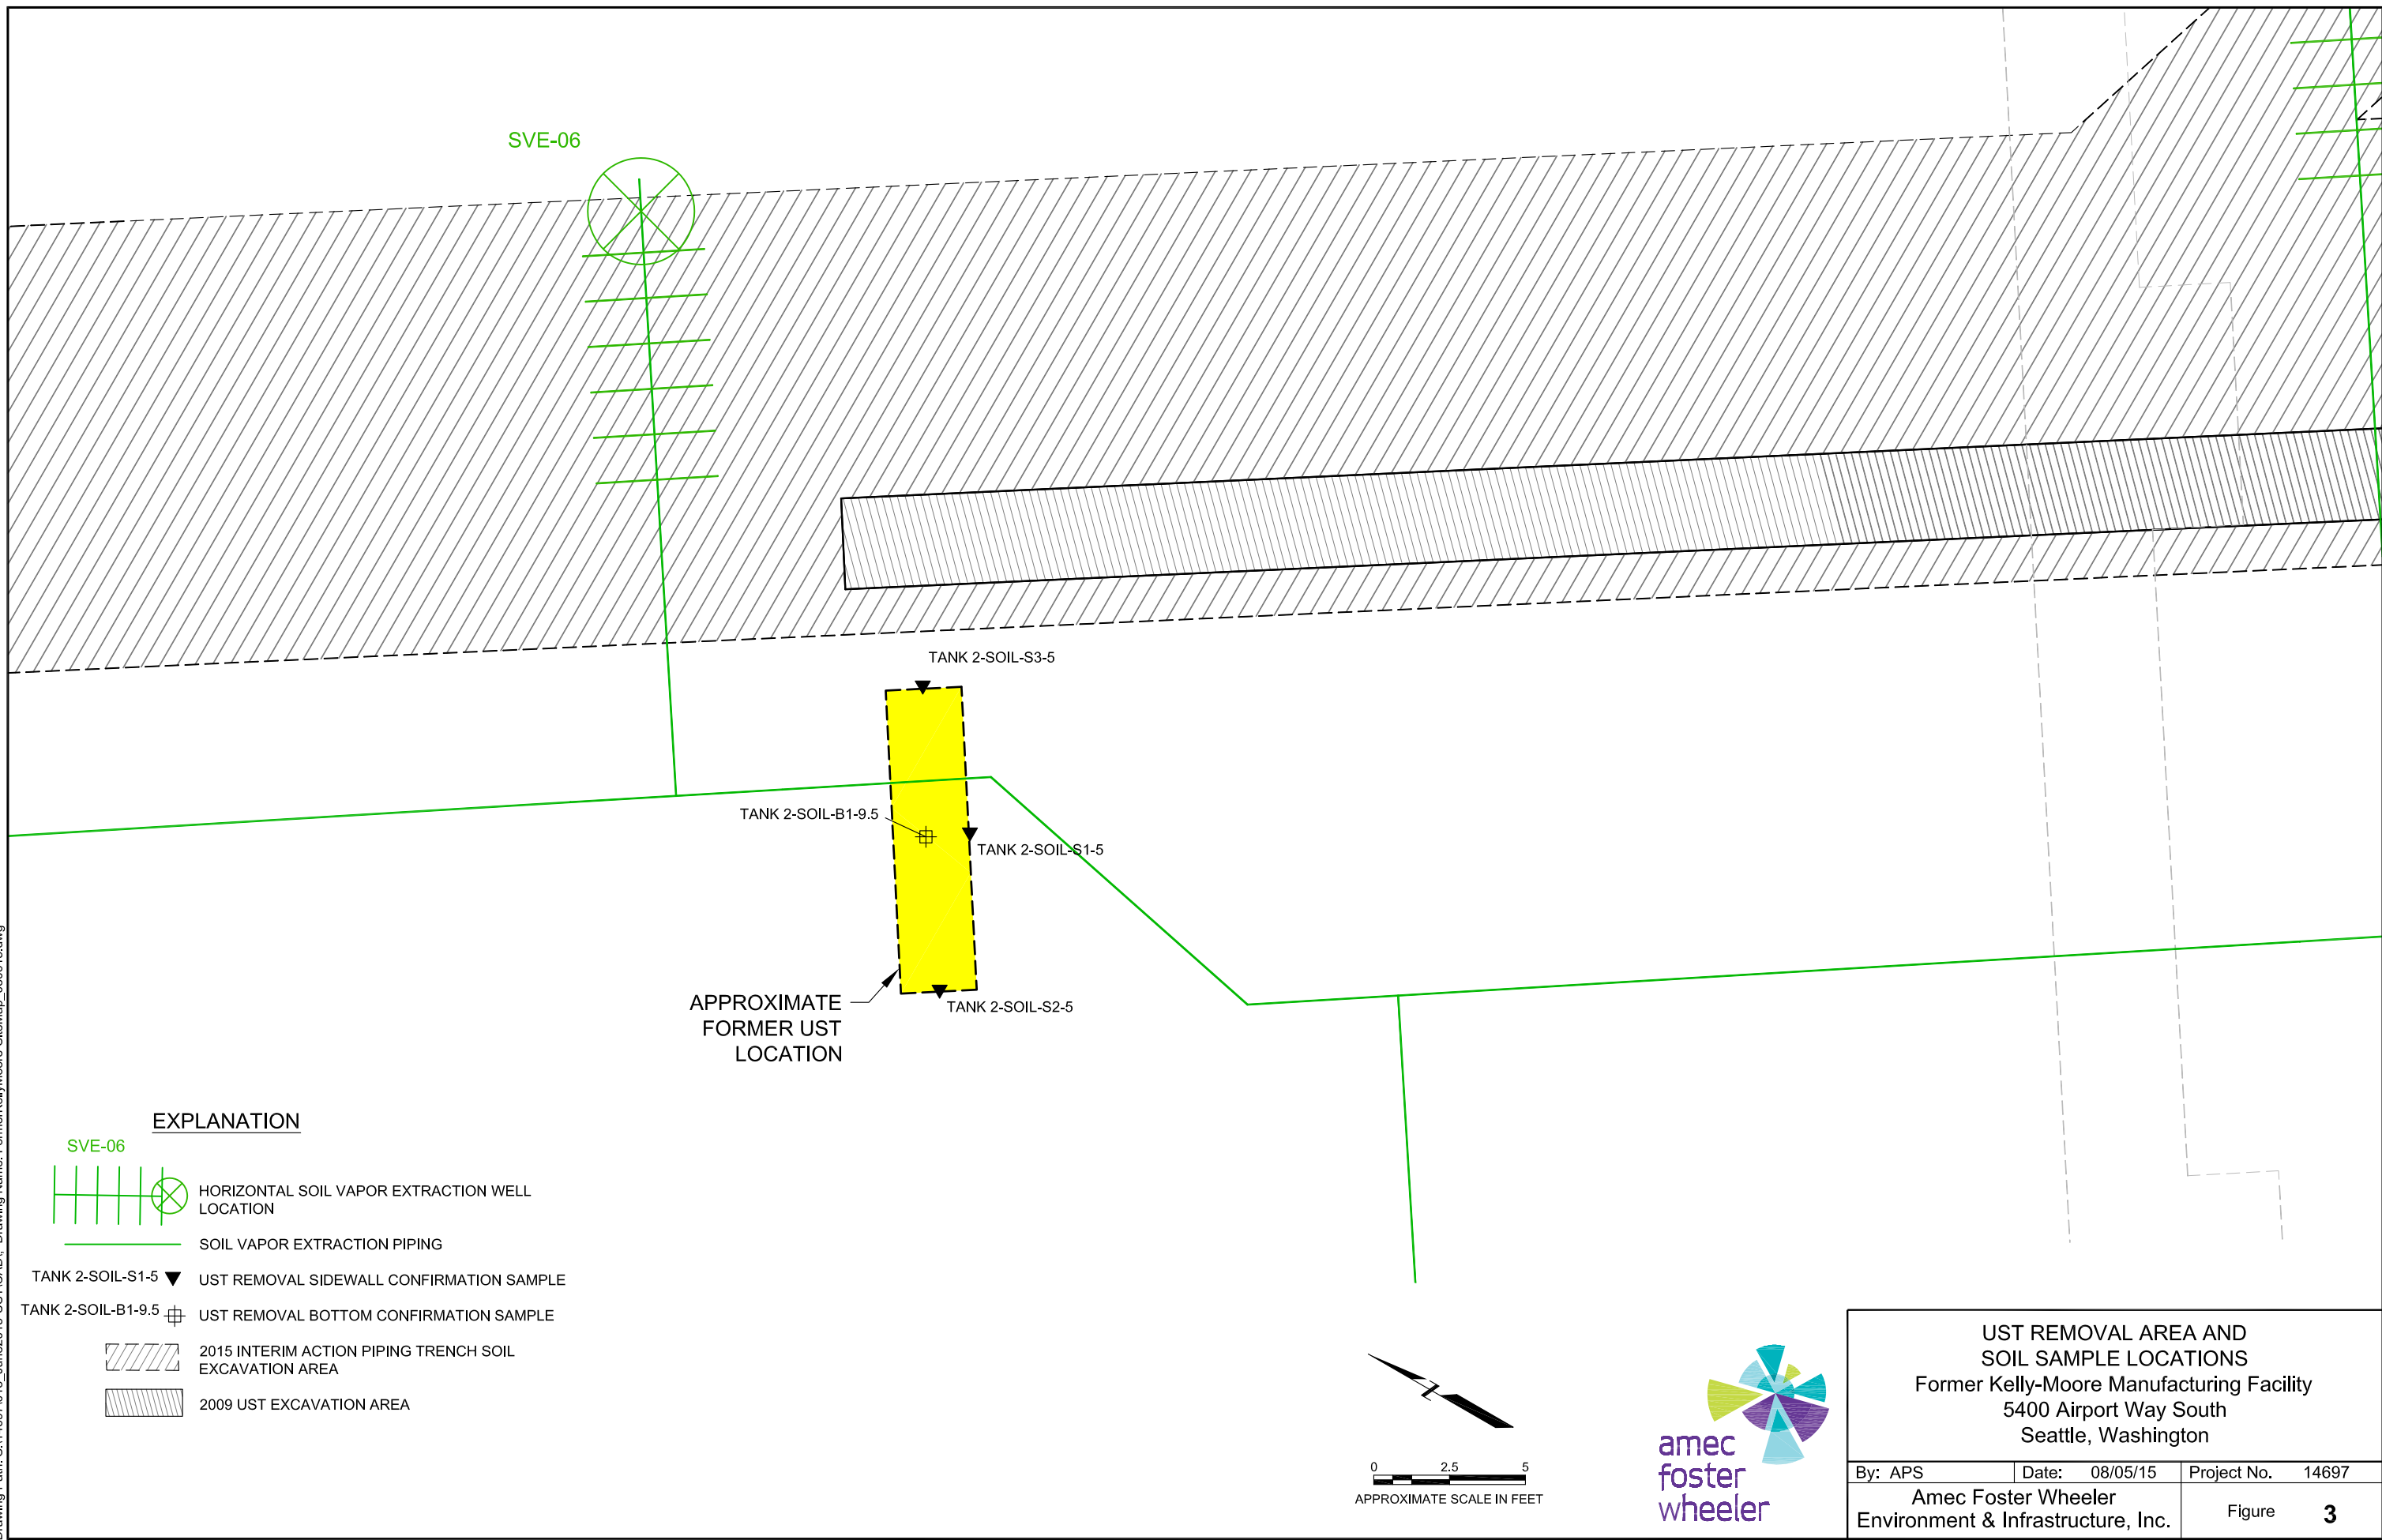 SVE-06
TANK 2-SOIL-S3-5
TANK 2-SOIL-B1-9.5
TANK 2-SOIL-S1-5
APPROXIMATE
FORMER UST
LOCATION
TANK 2-SOIL-S2-5
EXPLANATION
SVE-06
HORIZONTAL SOIL VAPOR EXTRACTION WELL
LOCATION
SOIL VAPOR EXTRACTION PIPING
TANK 2-SOIL-S1-5
UST REMOVAL SIDEWALL CONFIRMATION SAMPLE
TANK 2-SOIL-B1-9.5
UST REMOVAL BOTTOM CONFIRMATION SAMPLE
2015 INTERIM ACTION PIPING TRENCH SOIL
EXCAVATION AREA
2009 UST EXCAVATION AREA
0 2.5 5
APPROXIMATE SCALE IN FEET
amec
foster
wheeler
UST REMOVAL AREA AND
SOIL SAMPLE LOCATIONS
Former Kelly-Moore Manufacturing Facility
5400 Airport Way South
Seattle, Washington
By: APS Date: 08/05/15 Project No. 14697
Amec Foster Wheeler
Environment & Infrastructure, Inc.
Figure 3